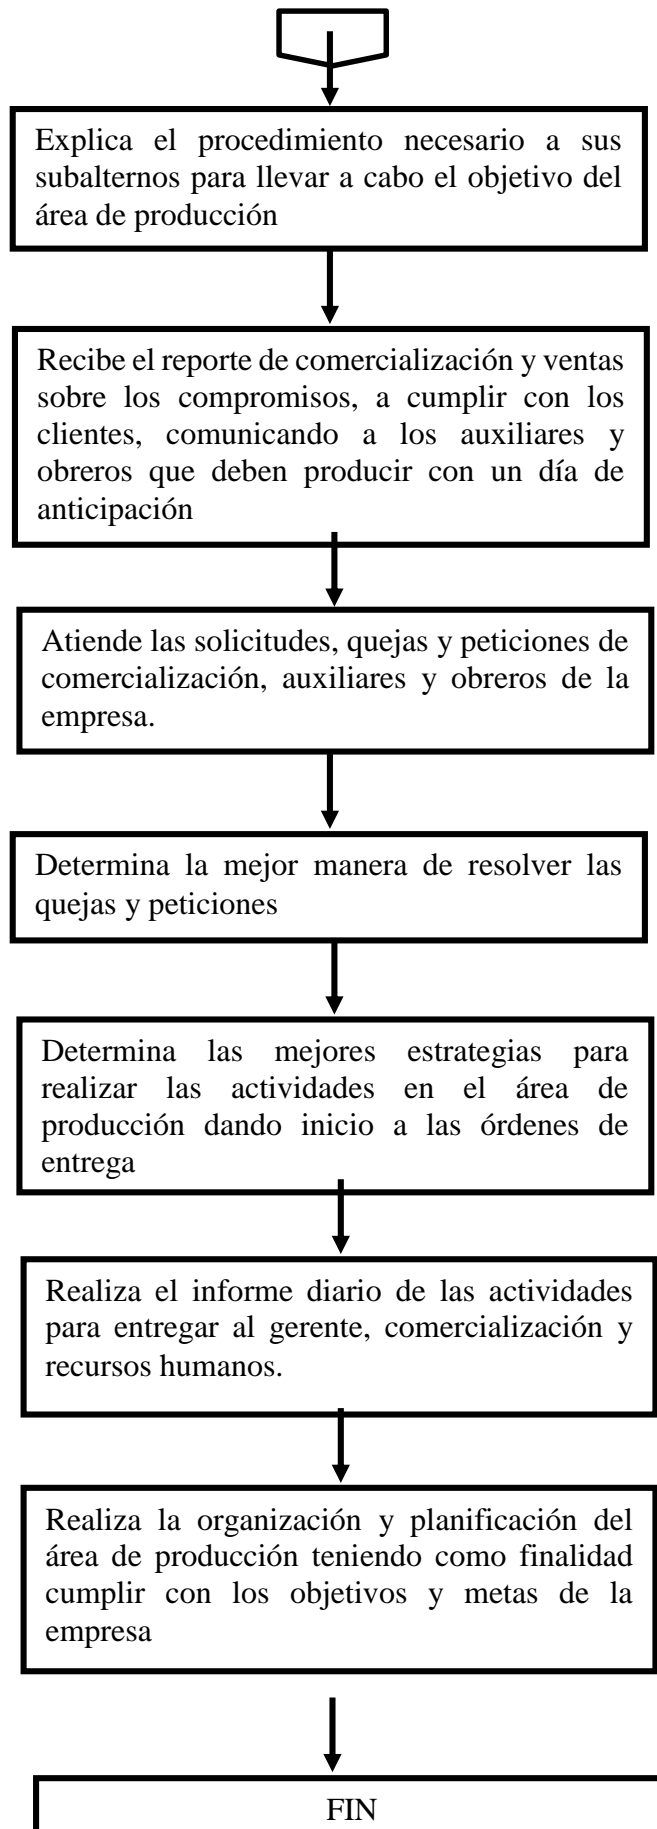 Explica el procedimiento necesario a sus
subalternos para llevar a cabo el objetivo del
área de producción
Recibe el reporte de comercialización y ventas
sobre los compromisos, a cumplir con los
clientes, comunicando a los auxiliares y
obreros que deben producir con un día de
anticipación
Atiende las solicitudes, quejas y peticiones de
comercialización, auxiliares y obreros de la
empresa.
Determina la mejor manera de resolver las
quejas y peticiones
Determina las mejores estrategias para
realizar las actividades en el área de
producción dando inicio a las órdenes de
entrega
Realiza el informe diario de las actividades
para entregar al gerente, comercialización y
recursos humanos.
Realiza la organización y planificación del
área de producción teniendo como finalidad
cumplir con los objetivos y metas de la
empresa
FIN